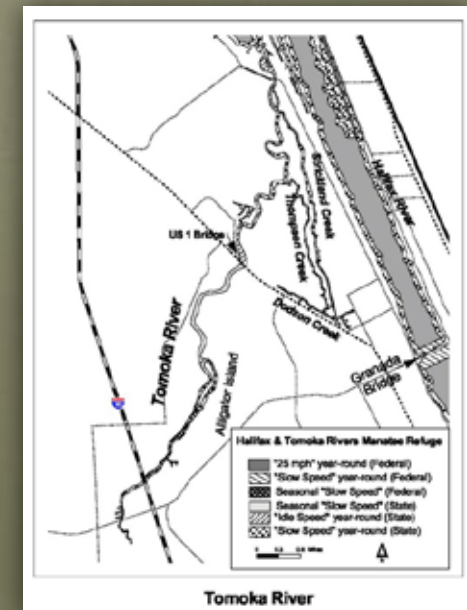 Halifax River
Strickland Creek
Thompson Creek
US 1 Bridge
Dodson Creek
Tomoka River
Granada
Bridge
Alligator Island
Halifax & Tomoka Rivers Manatee Refuge
"25 mph" year-round (Federal)
"Slow Speed" year-round (Federal)
Seasonal "Slow Speed" (Federal)
Seasonal "Slow Speed" (State)
"Idle Speed" year-round (State)
"Slow Speed" year-round (State)
Tomoka River